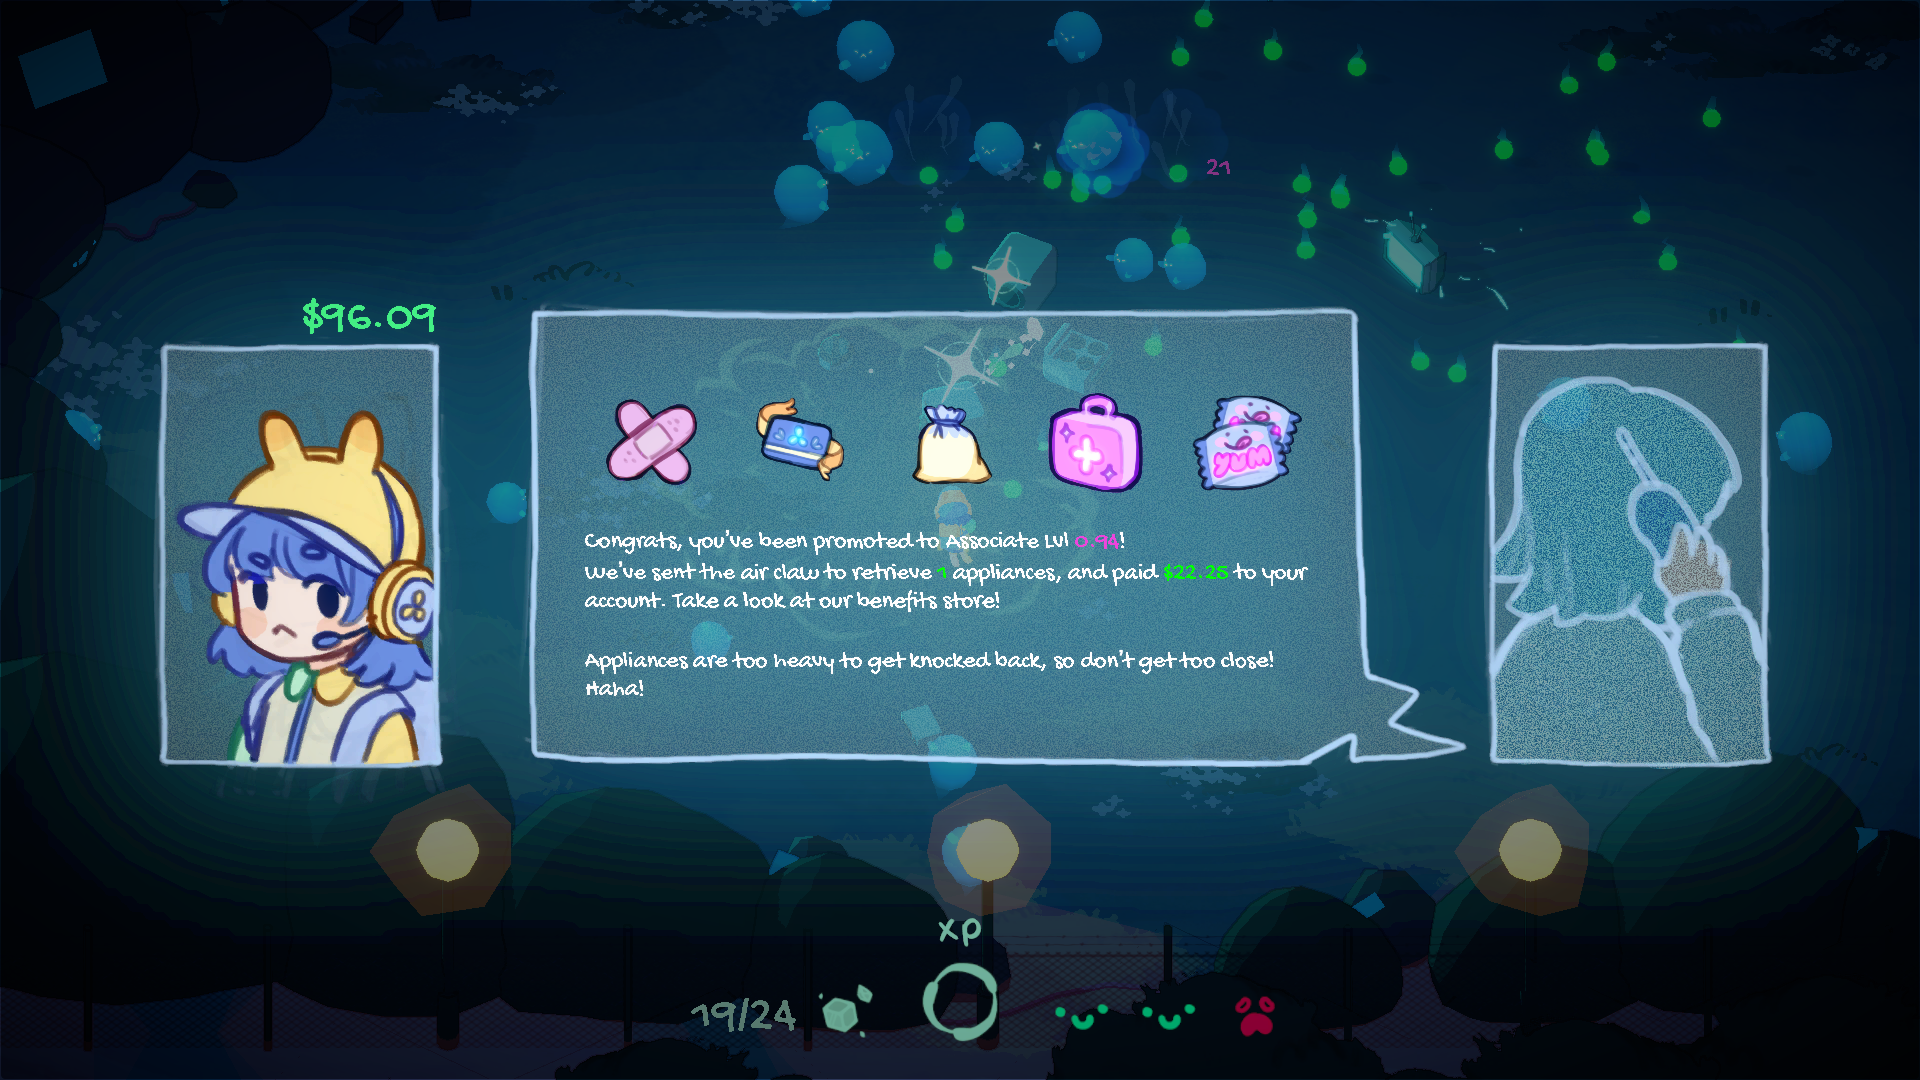 21
$96.09
YUM
Congrats, you've been promoted to Associate Lvl 0.94!
We've sent the air claw to retrieve 1 appliances, and paid $22.25 to your
account. Take a look at our benefits store!
Appliances are too heavy to get knocked back, so don't get too close!
Haha!
xp
19/24